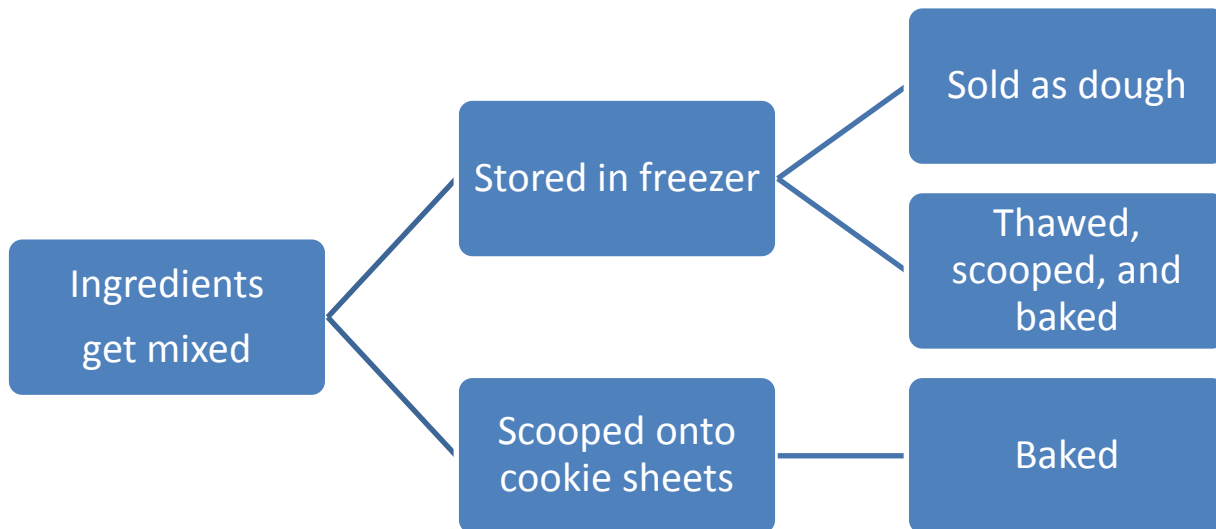 Ingredients
get mixed
Stored in freezer
Scooped onto
cookie sheets
Sold as dough
Thawed,
scooped, and
baked
Baked